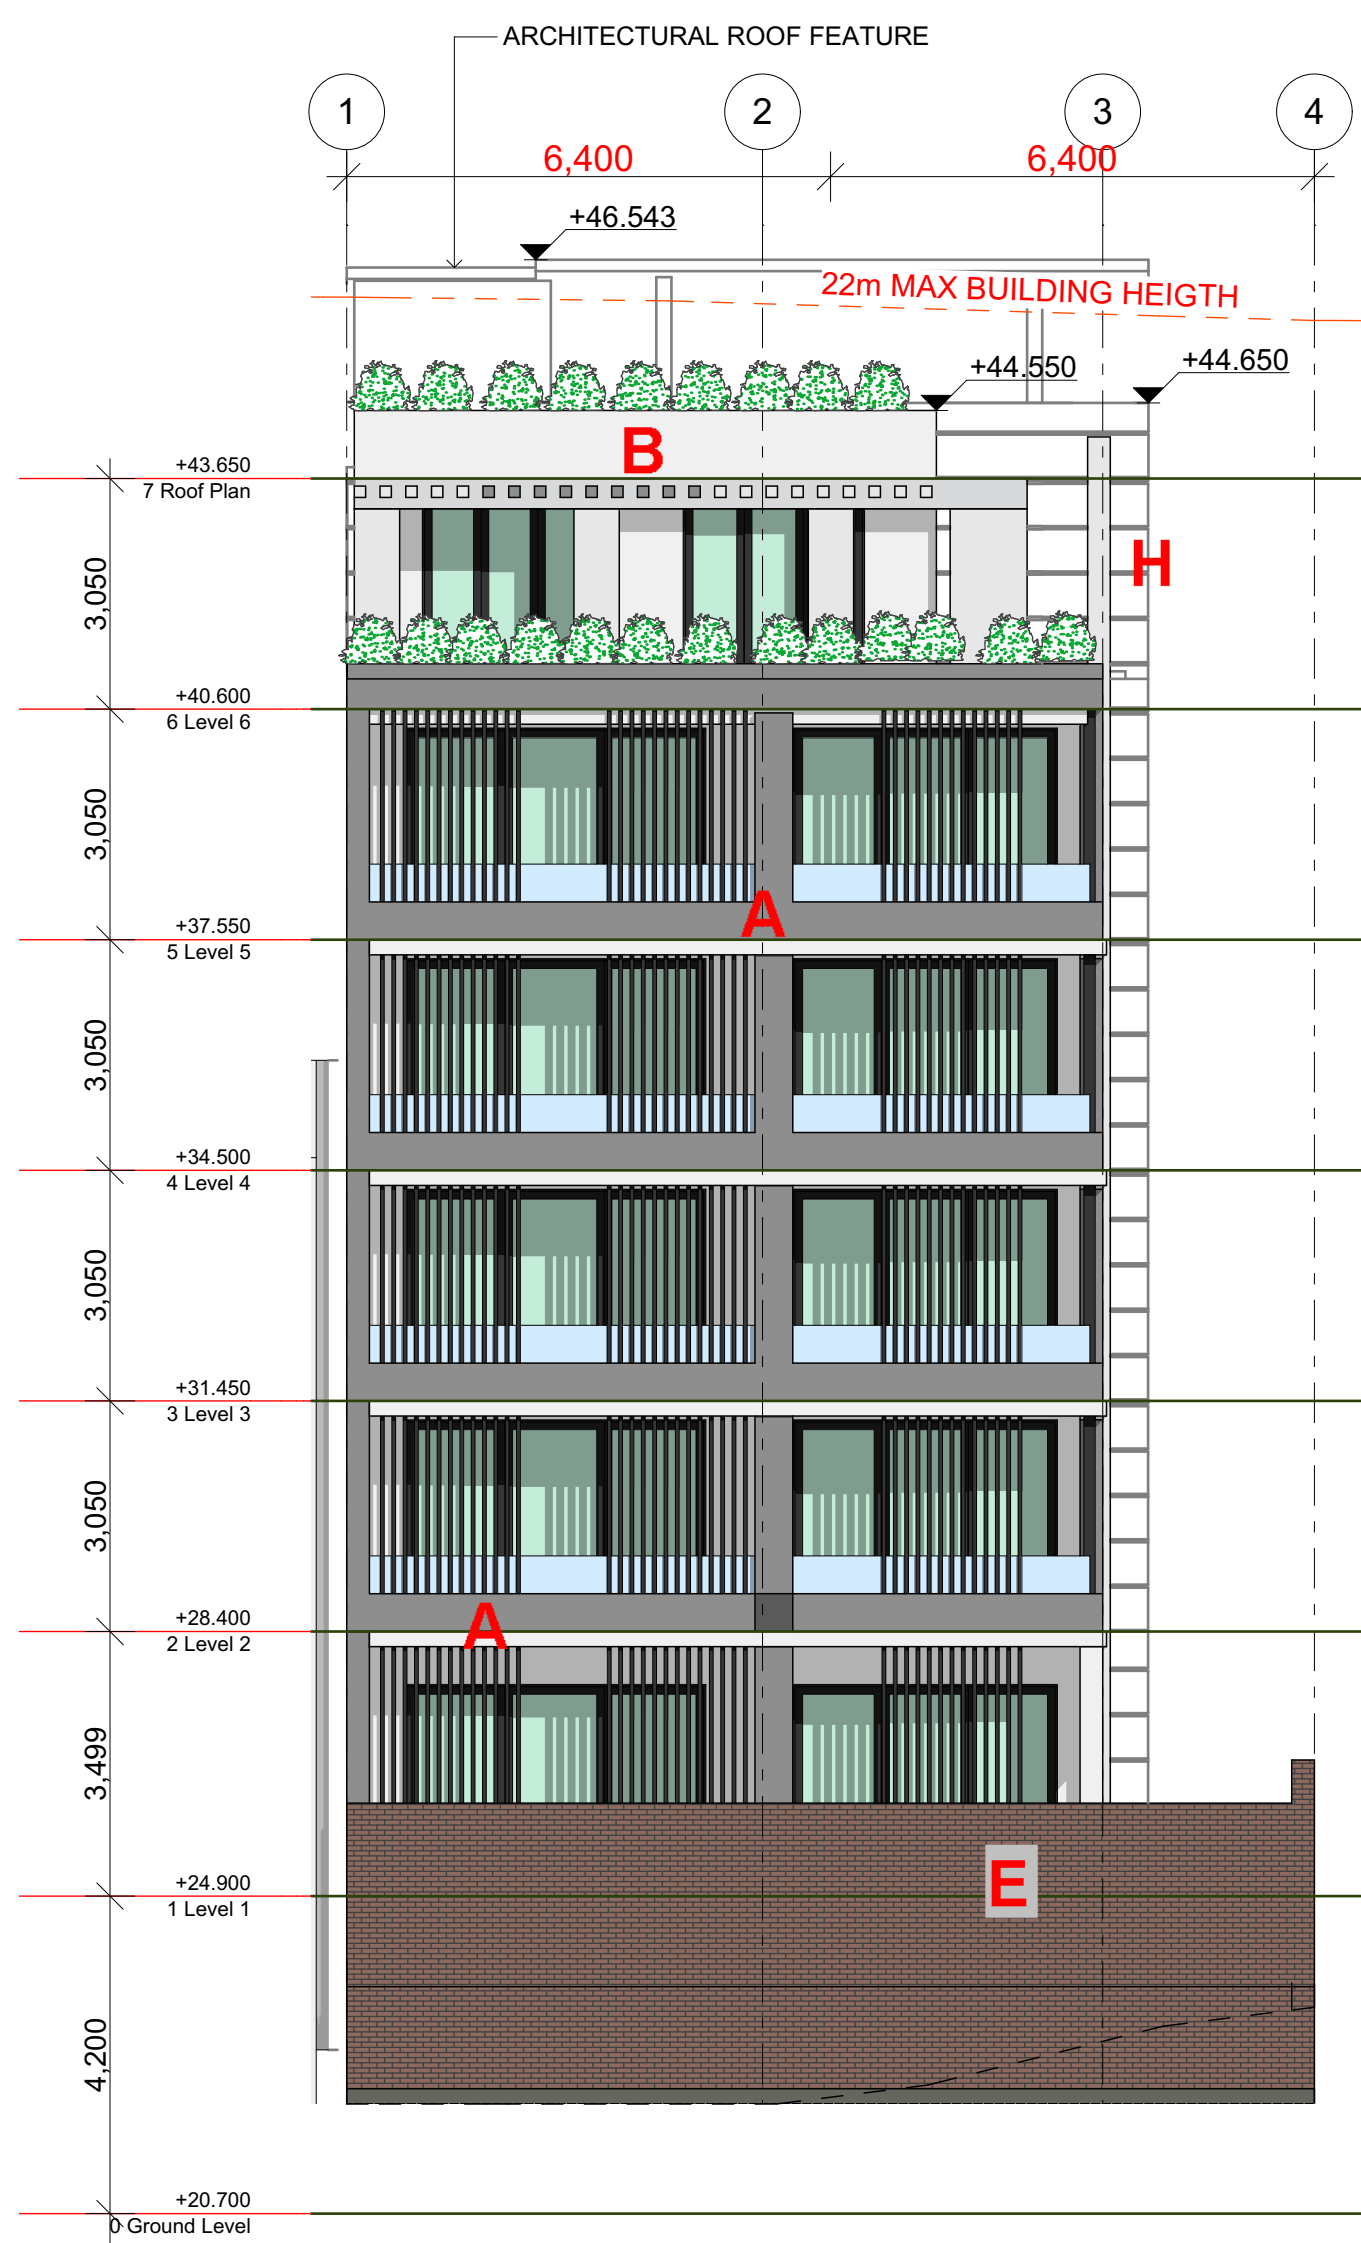 ARCHITECTURAL ROOF FEATURE
1 2 3 4
6,400 6,400
+46.543
22m MAX BUILDING HEIGTH
+44.550 +44.650
B
+43.650
7 Roof Plan
H
3,050
+40.600
6 Level 6
3,050
A
+37.550
5 Level 5
3,050
+34.500
4 Level 4
3,050
+31.450
3 Level 3
3,050
A
+28.400
2 Level 2
3,499
E
+24.900
1 Level 1
4,200
+20.700
0 Ground Level